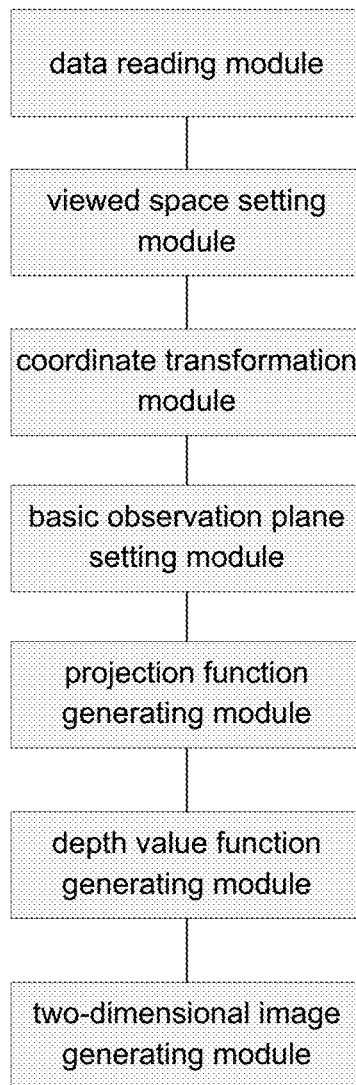 data reading module
viewed space setting
module
coordinate transformation
module
basic observation plane
setting module
projection function
generating module
depth value function
generating module
two-dimensional image
generating module